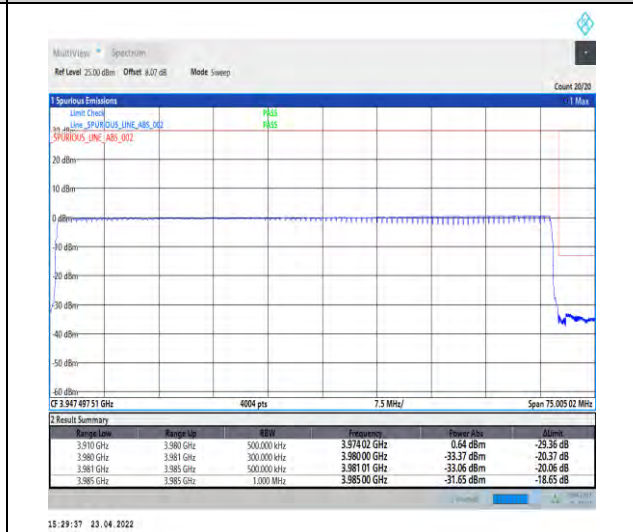 MultiView Spectrum
Ref Level 25.00 dBm Offset 8.07 dB Mode Sweep
Count 20/20
1 Spurious Emissions 1 Max
Limit Check PASS
Line _SPURIOUS_LINE_ABS_002 PASS
_SPURIOUS_LINE_ABS_002
20 dBm
10 dBm
0 dBm
-10 dBm
-20 dBm
-30 dBm
-40 dBm
-50 dBm
-60 dBm
CF 3.947 497 51 GHz 4004 pts 7.5 MHz/ Span 75.005 02 MHz
2 Result Summary
Range Low Range Up RBW Frequency Power Abs ΔLimit
3.910 GHz 3.980 GHz 500.000 kHz 3.974 02 GHz 0.64 dBm -29.36 dB
3.980 GHz 3.981 GHz 300.000 kHz 3.980 00 GHz -33.37 dBm -20.37 dB
3.981 GHz 3.985 GHz 500.000 kHz 3.981 01 GHz -33.06 dBm -20.06 dB
3.985 GHz 3.985 GHz 1.000 MHz 3.985 00 GHz -31.65 dBm -18.65 dB
15:29:37 23.04.2022